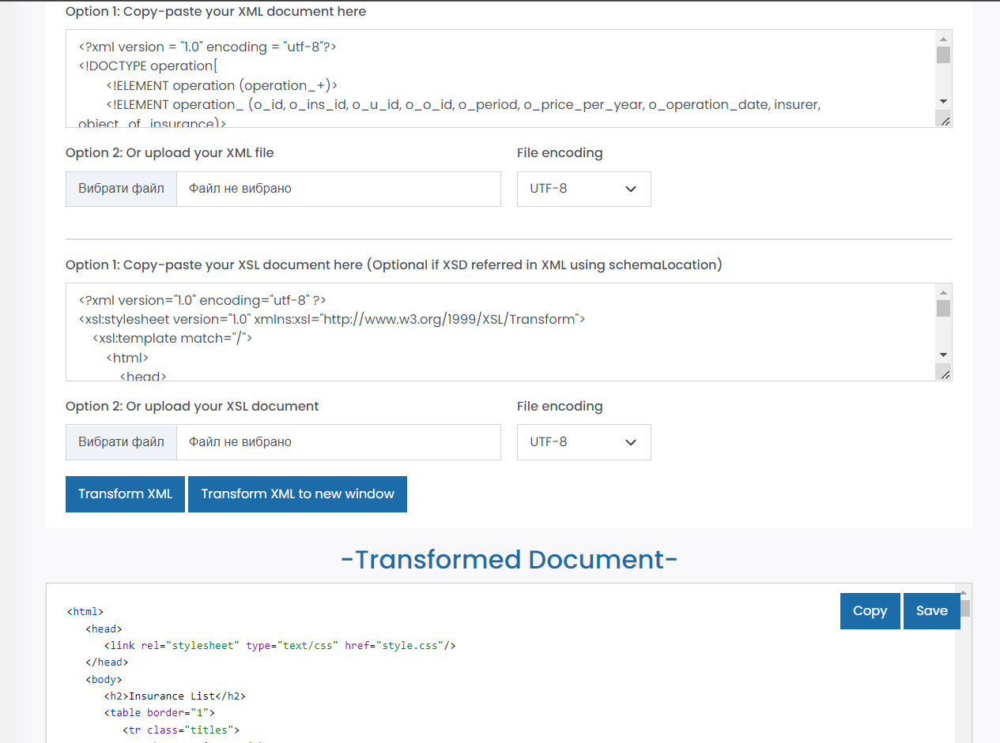 Option 1: Copy-paste your XML document here
<?xml version = "1.0" encoding = "utf-8"?>
<!DOCTYPE operation[
<!ELEMENT operation (operation_+)>
<!ELEMENT operation_ (o_id, o_ins_id, o_u_id, o_o_id, o_period, o_price_per_year, o_operation_date, insurer,
object_of_insurance)>
Option 2: Or upload your XML file
File encoding
Вибрати файл Файл не вибрано
UTF-8
Option 1: Copy-paste your XSL document here (Optional if XSD referred in XML using schemaLocation)
<?xml version="1.0" encoding="utf-8" ?>
<xsl:stylesheet version="1.0" xmlns:xsl="http://www.w3.org/1999/XSL/Transform">
<xsl:template match="/">
<html>
<head>
Option 2: Or upload your XSL document
File encoding
Вибрати файл Файл не вибрано
UTF-8
Transform XML
Transform XML to new window
-Transformed Document-
Copy
Save
<html>
<head>
<link rel="stylesheet" type="text/css" href="style.css"/>
</head>
<body>
<h2>Insurance List</h2>
<table border="1">
<tr class="titles">